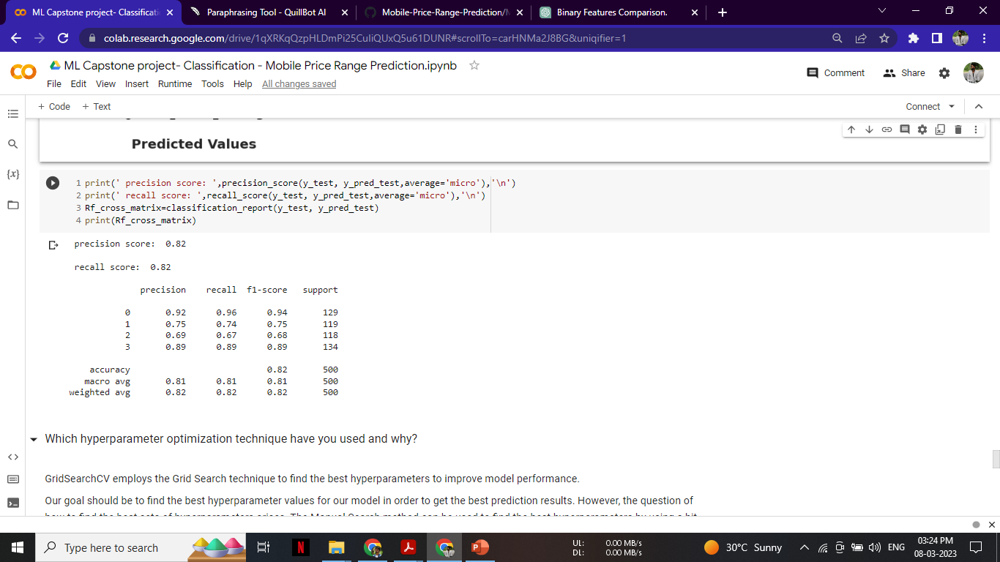 ML Capstone project- Classificati
Paraphrasing Tool - QuillBot AI
Mobile-Price-Range-Prediction/
Binary Features Comparison.
colab.research.google.com/drive/1qXRKqQzpHLDmPi25CuliQUxQ5u61DUNR#scrollTo=carHNMa2J8BG&uniqifier=1
ML Capstone project- Classification - Mobile Price Range Prediction.ipynb
Comment
Share
File Edit View Insert Runtime Tools Help All changes saved
+ Code + Text
Connect
Predicted Values
{x}
1 print(' precision score: ',precision_score(y_test, y_pred_test,average='micro'),'\n')
2 print(' recall score: ',recall_score(y_test, y_pred_test,average='micro'),'\n')
3 Rf_cross_matrix=classification_report(y_test, y_pred_test)
4 print(Rf_cross_matrix)
precision score: 0.82
recall score: 0.82
precision recall f1-score support
0 0.92 0.96 0.94 129
1 0.75 0.74 0.75 119
2 0.69 0.67 0.68 118
3 0.89 0.89 0.89 134
accuracy 0.82 500
macro avg 0.81 0.81 0.81 500
weighted avg 0.82 0.82 0.82 500
Which hyperparameter optimization technique have you used and why?
GridSearchCV employs the Grid Search technique to find the best hyperparameters to improve model performance.
Our goal should be to find the best hyperparameter values for our model in order to get the best prediction results. However, the question of
Type here to search
UL: 0.00 MB/s
DL: 0.00 MB/s
30°C Sunny
ENG
03:24 PM
08-03-2023